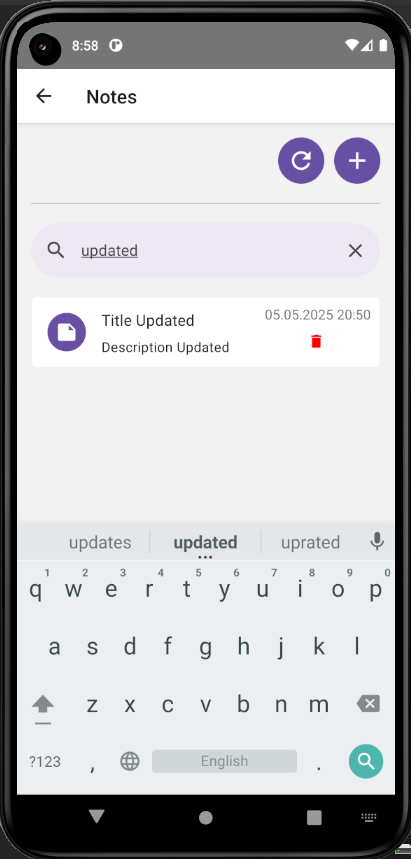 8:58
Notes
updated
Title Updated
05.05.2025 20:50
Description Updated
updates updated uprated
1 2 3 4 5 6 7 8 9 0
q w e r t y u i o p
a s d f g h j k l
z x c v b n m
?123 , English .